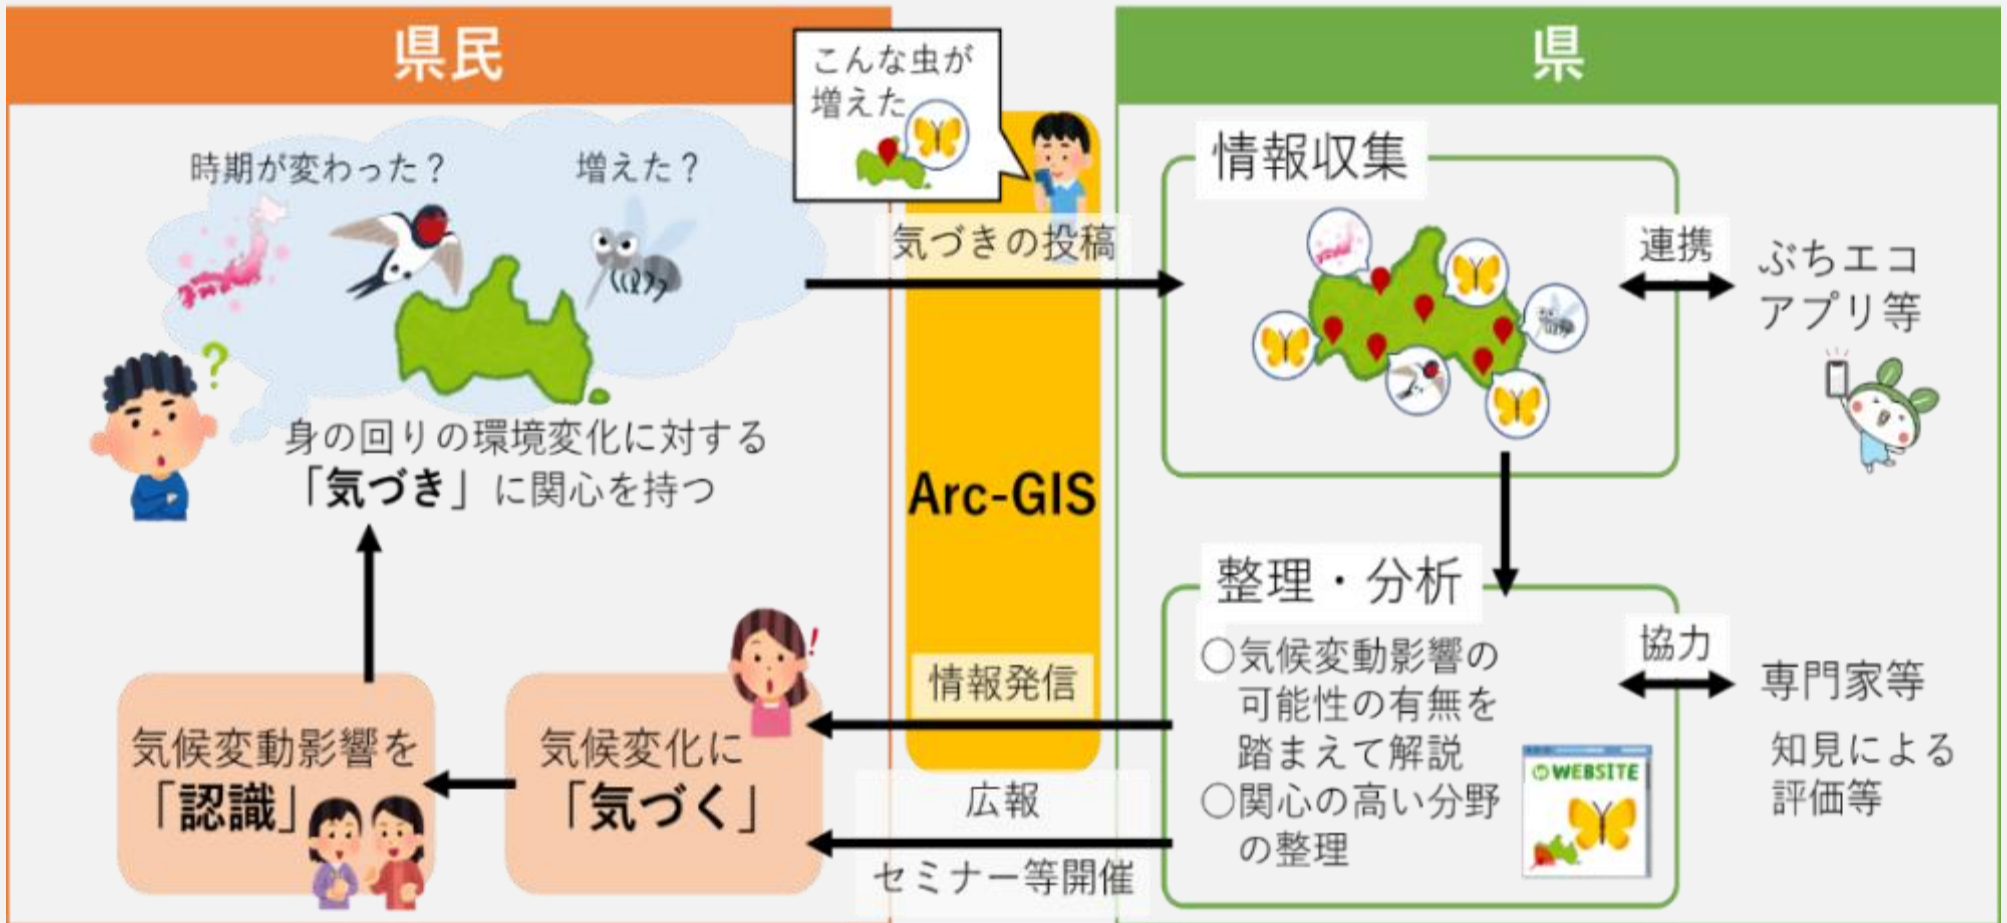 県民
県
こんな虫が
増えた
時期が変わった？
増えた？
？
身の回りの環境変化に対する
「気づき」に関心を持つ
気づきの投稿
Arc-GIS
情報収集
連携
ぶちエコ
アプリ等
整理・分析
○気候変動影響の
可能性の有無を
踏まえて解説
○関心の高い分野
の整理
WEBSITE
協力
専門家等
知見による
評価等
情報発信
広報
セミナー等開催
!
気候変化に
「気づく」
気候変動影響を
「認識」